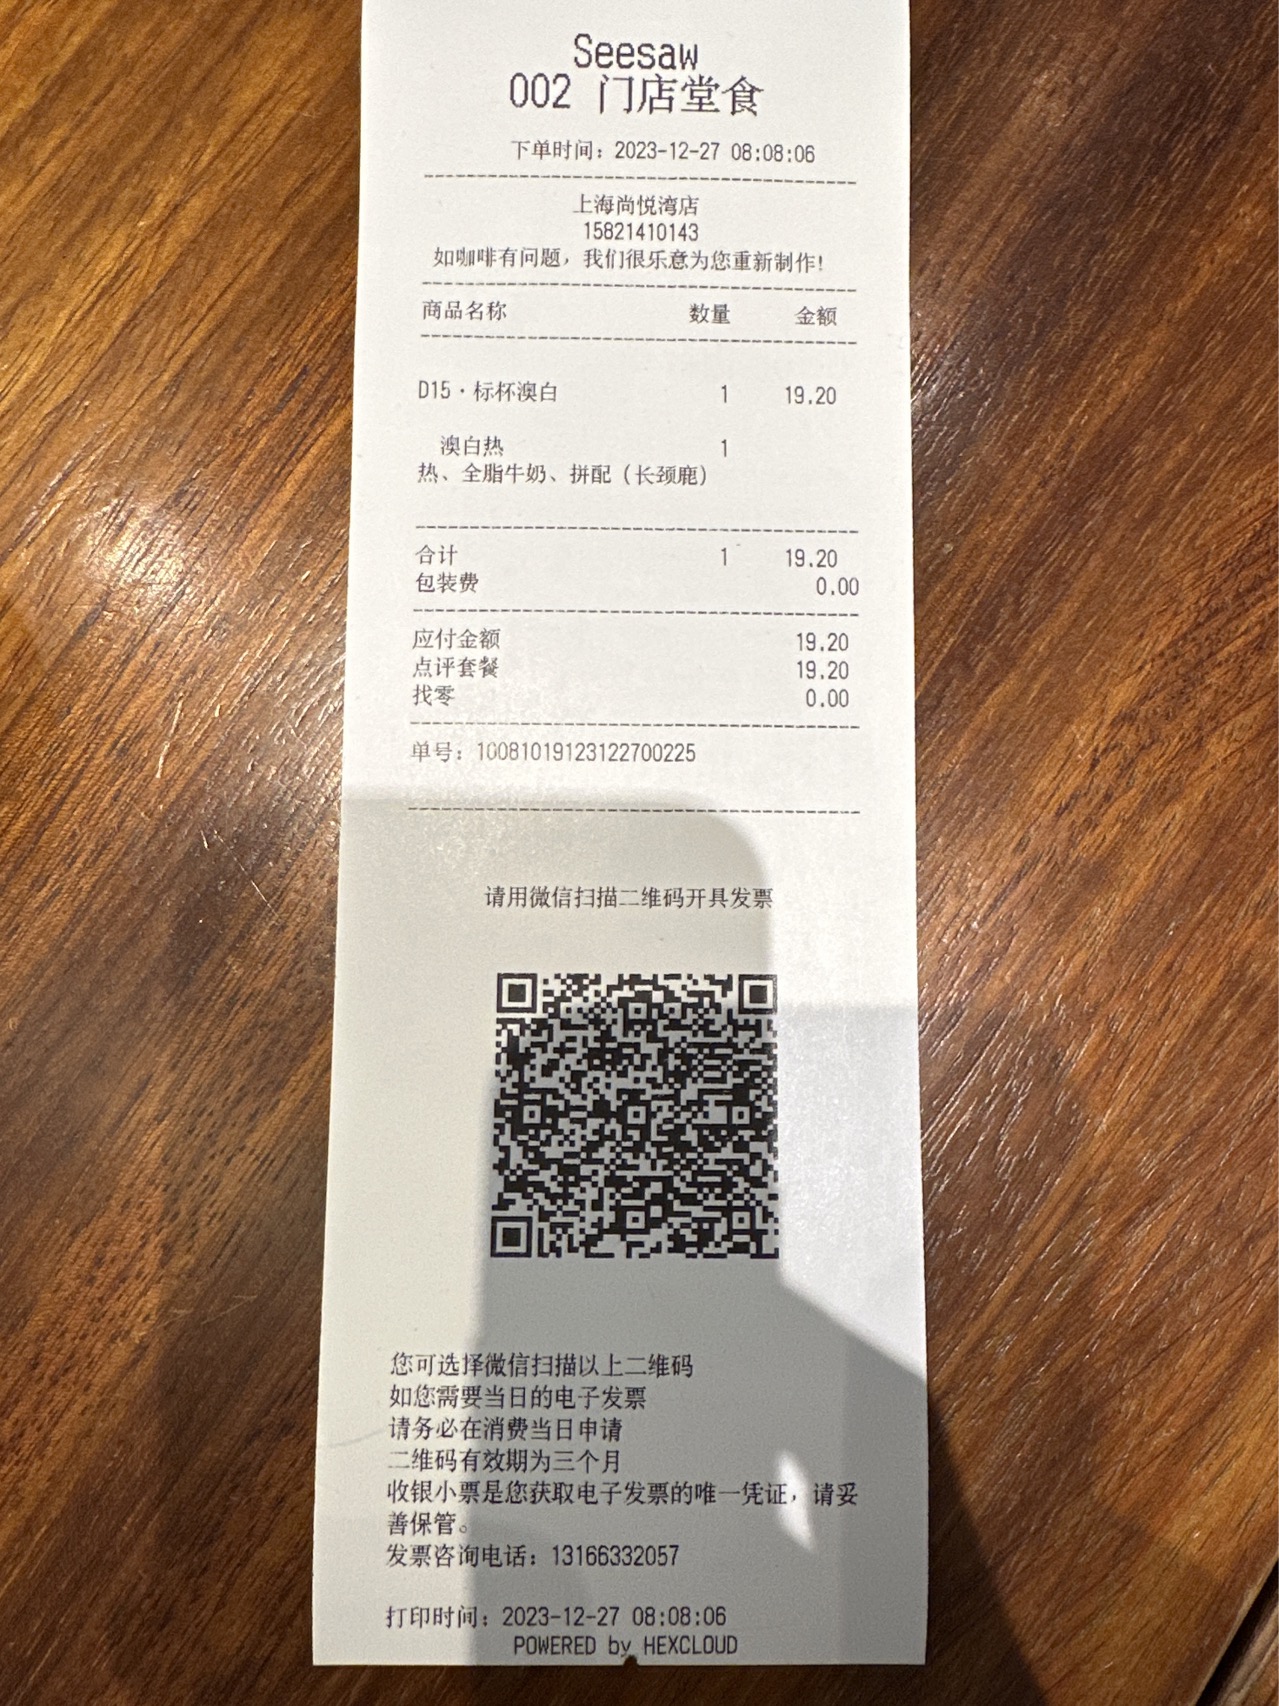 Seesaw
002 门店堂食
下单时间：2023-12-27 08:08:06
上海尚悦湾店
15821410143
如咖啡有问题，我们很乐意为您重新制作！
商品名称 数量 金额
D15·标杯澳白 1 19.20
澳白热 1
热、全脂牛奶、拼配（长颈鹿）
合计 1 19.20
包装费 0.00
应付金额 19.20
点评套餐 19.20
找零 0.00
单号：10081019123122700225
请用微信扫描二维码开具发票
您可选择微信扫描以上二维码
如您需要当日的电子发票
请务必在消费当日申请
二维码有效期为三个月
收银小票是您获取电子发票的唯一凭证，请妥
善保管。
发票咨询电话：13166332057
打印时间：2023-12-27 08:08:06
POWERED by HEXCLOUD